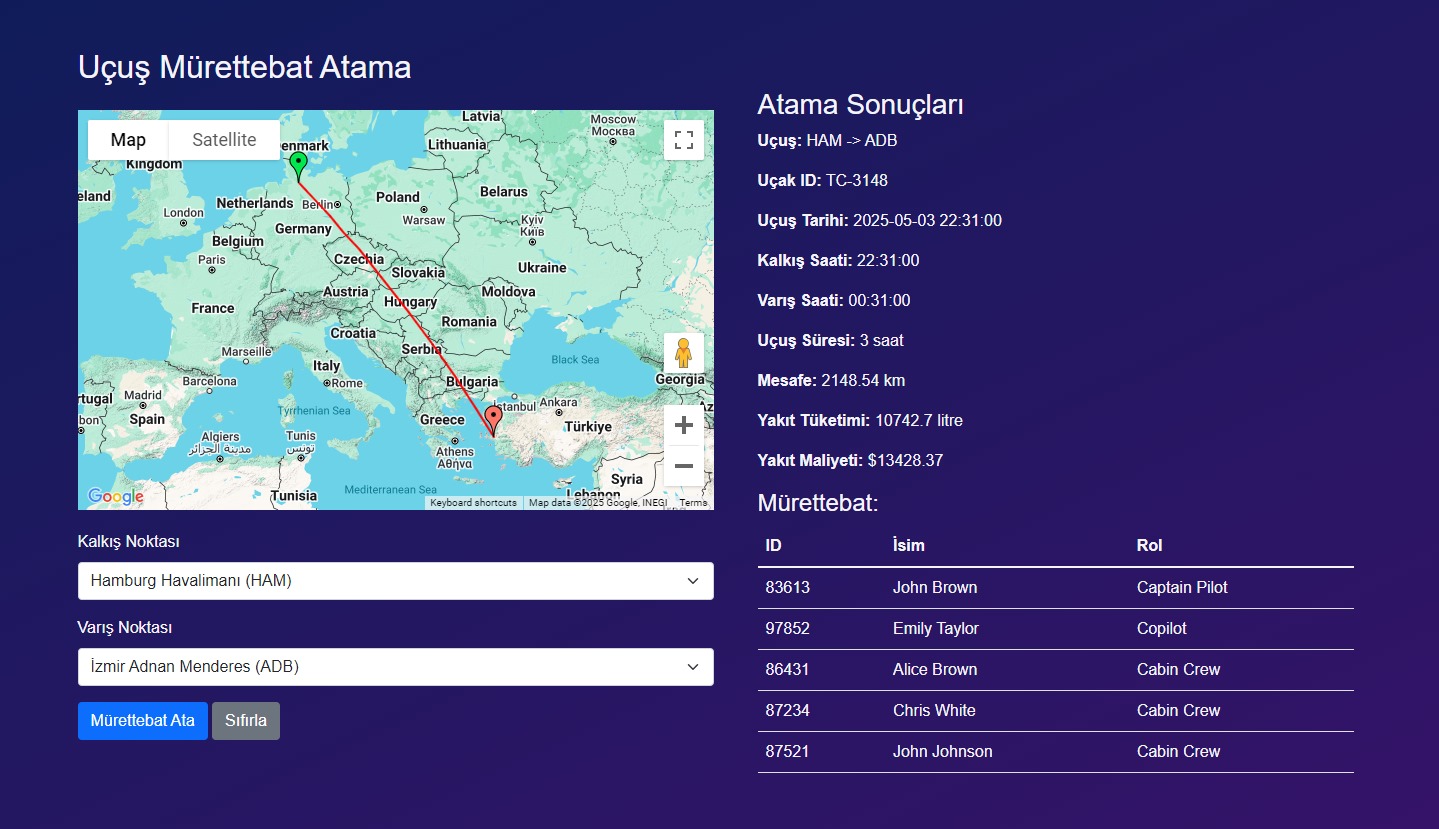 Uçuş Mürettebat Atama
Map
Satellite
Latvia
Moscow
Москва
enmark
Lithuania
Kingdom
eland
Netherlands
Berlin
Poland
Belarus
London
Warsaw
Kyiv
Київ
Germany
Belgium
Paris
Czechia
Slovakia
Ukraine
Austria
Hungary
Moldova
France
Romania
Croatia
Serbia
Marseille
Italy
Black Sea
Barcelona
Rome
Bulgaria
Georgia
rtugal
Madrid
Istanbul
Ankara
Az
bon
Spain
Tyrrhenian Sea
Greece
Türkiye
Algiers
مدينة الجزائر
Tunis
تونس
Athens
Αθήνα
Syria
Tunisia
Mediterranean Sea
Lebanon
Google
Keyboard shortcuts
Map data ©2025 Google, INEGI
Terms
Kalkış Noktası
Hamburg Havalimanı (HAM)
Varış Noktası
İzmir Adnan Menderes (ADB)
Mürettebat Ata
Sıfırla
Atama Sonuçları
Uçuş: HAM -> ADB
Uçak ID: TC-3148
Uçuş Tarihi: 2025-05-03 22:31:00
Kalkış Saati: 22:31:00
Varış Saati: 00:31:00
Uçuş Süresi: 3 saat
Mesafe: 2148.54 km
Yakıt Tüketimi: 10742.7 litre
Yakıt Maliyeti: $13428.37
Mürettebat:
ID İsim Rol
83613 John Brown Captain Pilot
97852 Emily Taylor Copilot
86431 Alice Brown Cabin Crew
87234 Chris White Cabin Crew
87521 John Johnson Cabin Crew